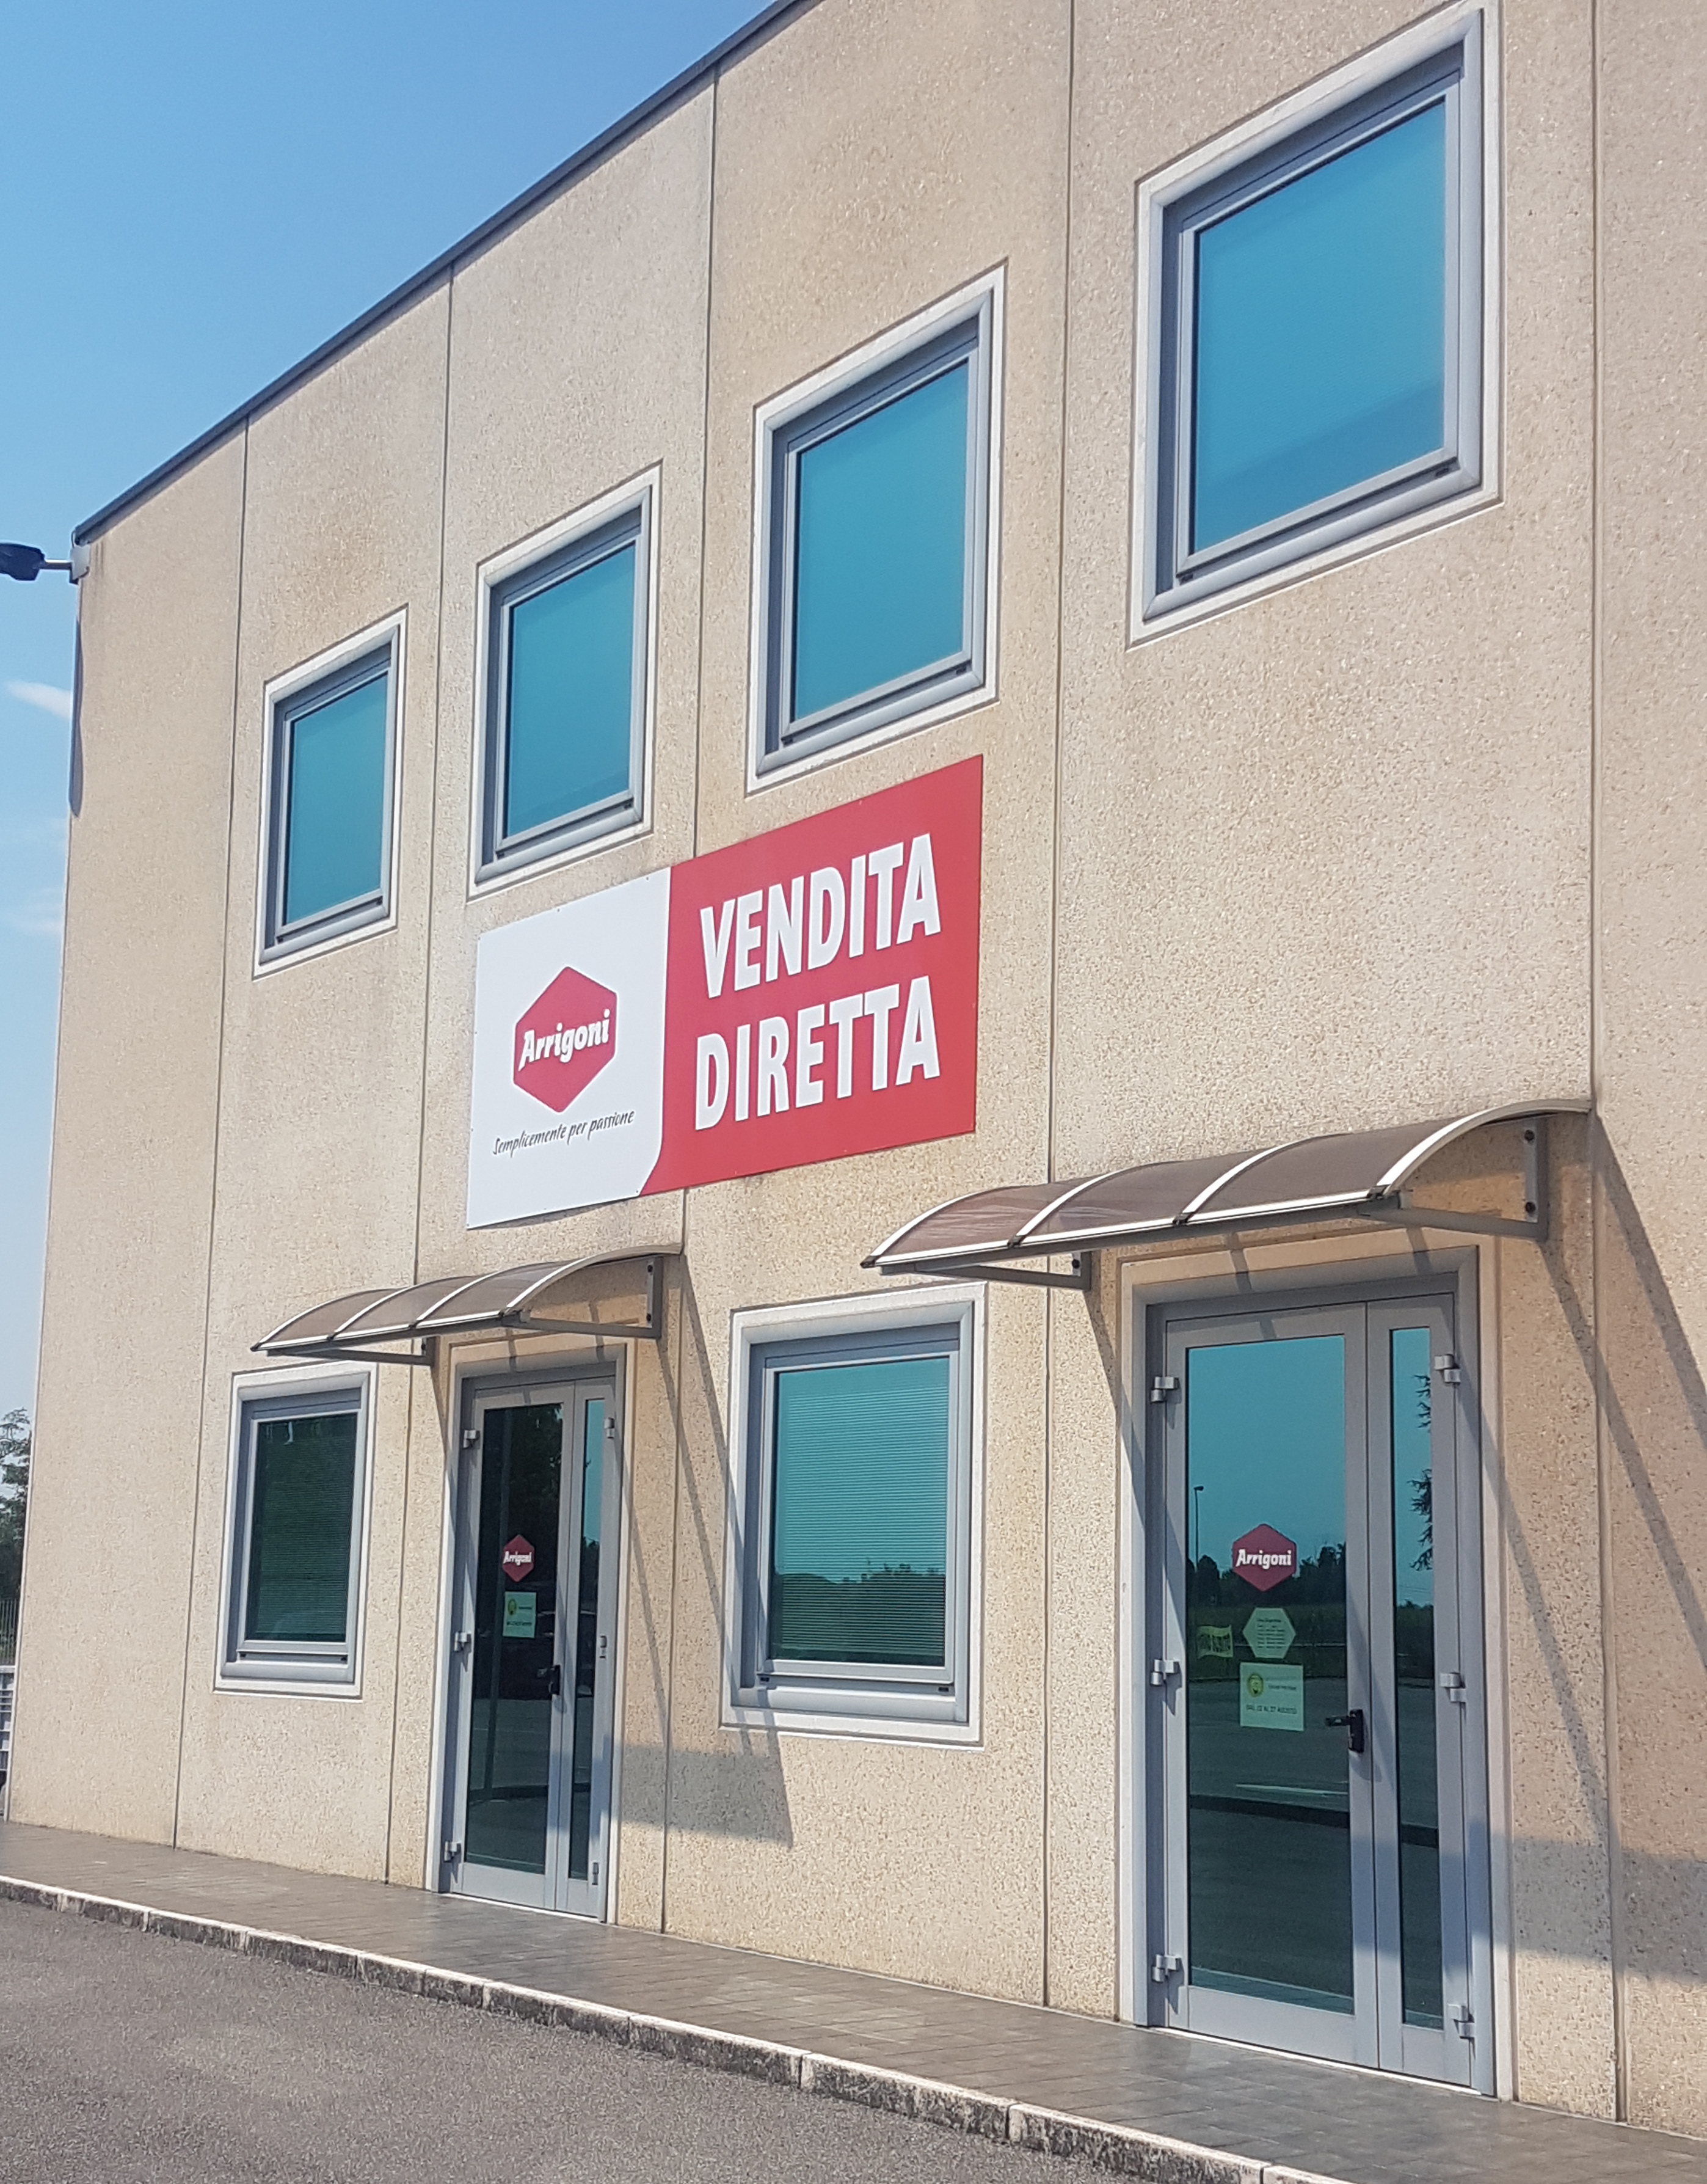 VENDITA
DIRETTA
Arrigoni
Semplicemente per passione
Arrigoni
Arrigoni